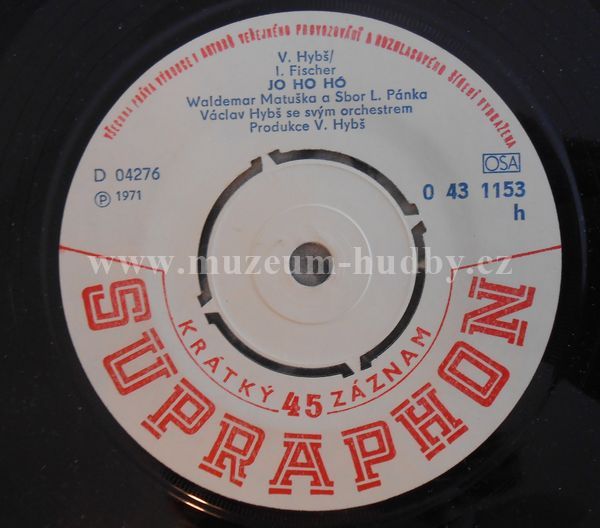 VŠECHNA PRÁVA VÝROBCE I AUTORŮ VEŘEJNÉHO PROVOZOVÁNÍ A ROZHLASOVÉHO ŠÍŘENÍ VYHRAŽENA
V. Hybš/
I. Fischer
JO HO HÓ
Waldemar Matuška a Sbor L. Pánka
Václav Hybš se svým orchestrem
Produkce V. Hybš
D 04276
Ⓟ 1971
OSA
0 43 1153
h
www.muzeum-hudby.cz
KRÁTKÝ 45 ZÁZNAM
SUPRAPHON